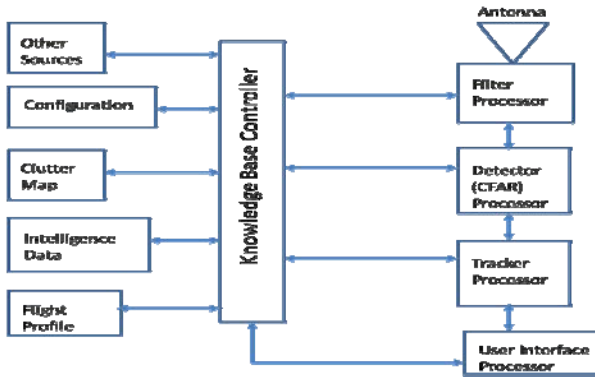 Antenna
Other
Sources
Configuration
Clutter
Map
Intelligence
Data
Flight
Profile
Knowledge Base Controller
Filter
Processor
Detector
(CFAR)
Processor
Tracker
Processor
User Interface
Processor